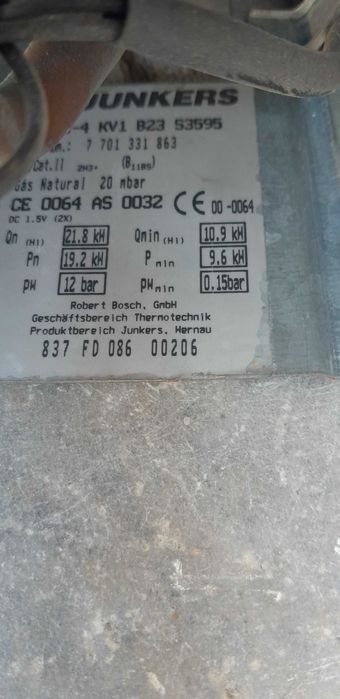 JUNKERS
-4 KV1 B23 S3595
7 701 331 863
Cat.II 2H3+ (B11BS)
Gas Natural 20 mbar
CE 0064 AS 0032 CE 00-0064
DC 1.5V (2X)
Qn (Hi) 21.8 kW Qmin (Hi) 10.9 kW
Pn 19.2 kW P min 9.6 kW
pw 12 bar pw min 0.15bar
Robert Bosch, GmbH
Geschäftsbereich Thermotechnik
Produktbereich Junkers, Wernau
837 FD 086 00206